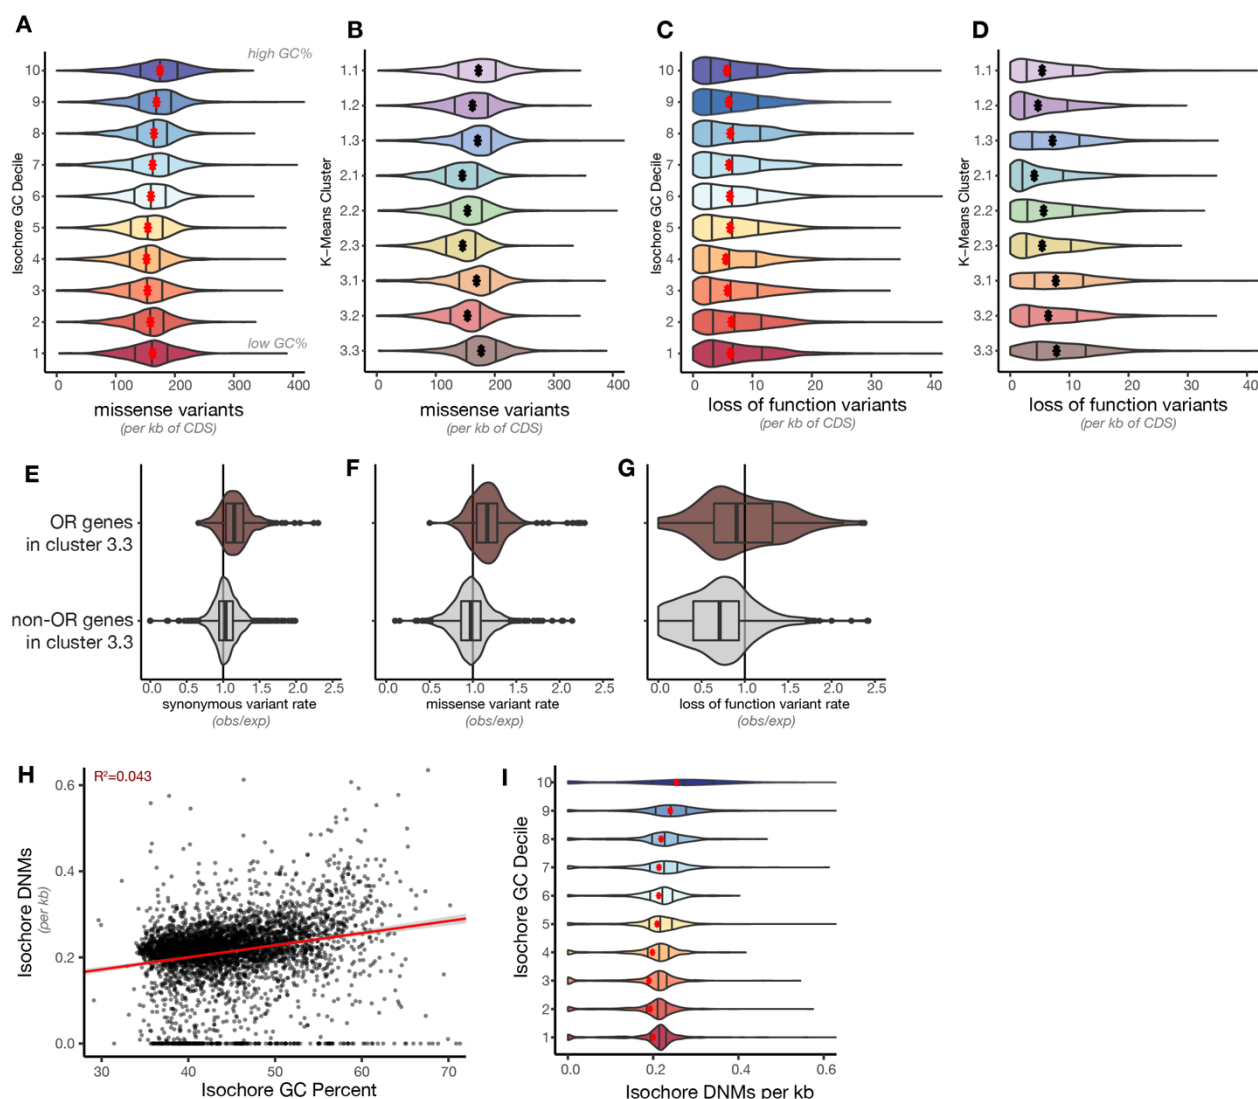 A
high GC%
Isochore GC Decile
10
9
8
7
6
5
4
3
2
1
low GC%
0
100
200
300
400
missense variants
(per kb of CDS)
B
K-Means Cluster
1.1
1.2
1.3
2.1
2.2
2.3
3.1
3.2
3.3
0
100
200
300
400
missense variants
(per kb of CDS)
C
Isochore GC Decile
10
9
8
7
6
5
4
3
2
1
0
10
20
30
40
loss of function variants
(per kb of CDS)
D
K-Means Cluster
1.1
1.2
1.3
2.1
2.2
2.3
3.1
3.2
3.3
0
10
20
30
40
loss of function variants
(per kb of CDS)
E
OR genes
in cluster 3.3
non-OR genes
in cluster 3.3
0.0
0.5
1.0
1.5
2.0
2.5
synonymous variant rate
(obs/exp)
F
0.0
0.5
1.0
1.5
2.0
2.5
missense variant rate
(obs/exp)
G
0.0
0.5
1.0
1.5
2.0
2.5
loss of function variant rate
(obs/exp)
H
R²=0.043
Isochore DNMs
(per kb)
0.6
0.4
0.2
0.0
30
40
50
60
70
Isochore GC Percent
I
Isochore GC Decile
10
9
8
7
6
5
4
3
2
1
0.0
0.2
0.4
0.6
Isochore DNMs per kb